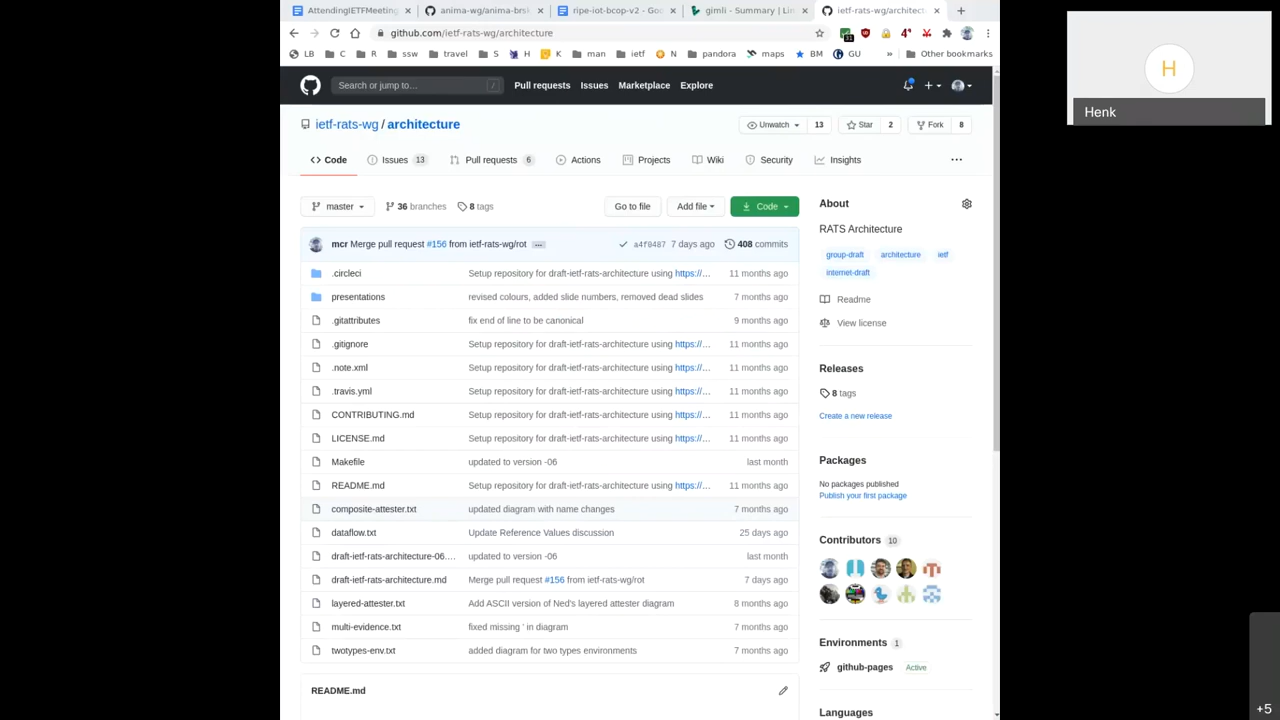 AttendingIETFMeeting
anima-wg/anima-brsk
ripe-iot-bcop-v2 - Goo
gimli - Summary | Lin
ietf-rats-wg/architect
github.com/ietf-rats-wg/architecture
LB C R ssw travel S H K man ietf N pandora maps BM GU » Other bookmarks
Search or jump to… /
Pull requests Issues Marketplace Explore
ietf-rats-wg / architecture
Unwatch 13 Star 2 Fork 8
Code Issues 13 Pull requests 6 Actions Projects Wiki Security Insights
master 36 branches 8 tags Go to file Add file Code
mcr Merge pull request #156 from ietf-rats-wg/rot … a4f0487 7 days ago 408 commits
.circleci Setup repository for draft-ietf-rats-architecture using https://… 11 months ago
presentations revised colours, added slide numbers, removed dead slides 7 months ago
.gitattributes fix end of line to be canonical 9 months ago
.gitignore Setup repository for draft-ietf-rats-architecture using https://… 11 months ago
.note.xml Setup repository for draft-ietf-rats-architecture using https://… 11 months ago
.travis.yml Setup repository for draft-ietf-rats-architecture using https://… 11 months ago
CONTRIBUTING.md Setup repository for draft-ietf-rats-architecture using https://… 11 months ago
LICENSE.md Setup repository for draft-ietf-rats-architecture using https://… 11 months ago
Makefile updated to version -06 last month
README.md Setup repository for draft-ietf-rats-architecture using https://… 11 months ago
composite-attester.txt updated diagram with name changes 7 months ago
dataflow.txt Update Reference Values discussion 25 days ago
draft-ietf-rats-architecture-06.… updated to version -06 last month
draft-ietf-rats-architecture.md Merge pull request #156 from ietf-rats-wg/rot 7 days ago
layered-attester.txt Add ASCII version of Ned's layered attester diagram 8 months ago
multi-evidence.txt fixed missing ' in diagram 7 months ago
twotypes-env.txt added diagram for two types environments 7 months ago
README.md
About
RATS Architecture
group-draft architecture ietf
internet-draft
Readme
View license
Releases
8 tags
Create a new release
Packages
No packages published
Publish your first package
Contributors 10
Environments 1
github-pages Active
Languages
H
Henk
+5